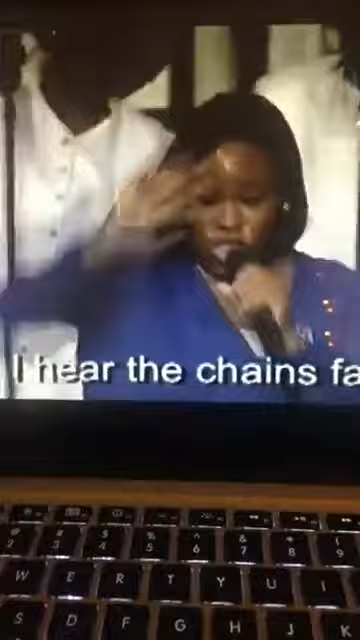 I hear the chains fa
2 3 4 5 6 7 8 9
W E R T Y U I
S D F G H J K